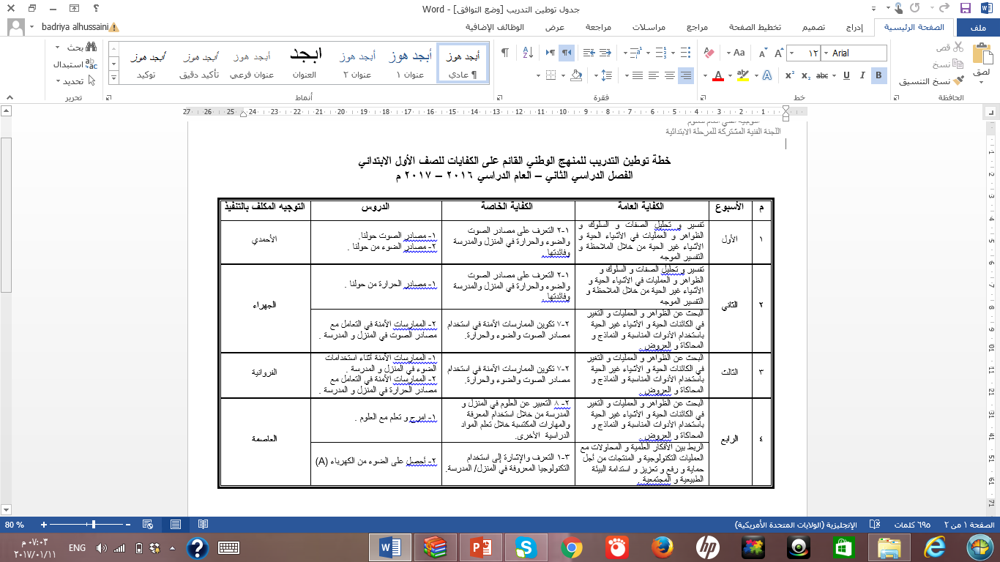 جدول توطين التدريب [وضع التوافق] - Word
badriya alhussaini
ملف
الصفحة الرئيسية
إدراج
تصميم
تخطيط الصفحة
مراجع
مراسلات
مراجعة
عرض
الوظائف الإضافية
لصق
قص
نسخ
نسخ التنسيق
الحافظة
Arial
١٢
خط
فقرة
أبجد هوز
¶ عادي
أبجد هوز
عنوان ١
أبجد هوز
عنوان ٢
ابجد
العنوان
أبجد هوز
عنوان فرعي
أبجد هوز
تأكيد دقيق
أبجد هوز
توكيد
أنماط
بحث
استبدال
تحديد
تحرير
اللجنة الفنية المشتركة للمرحلة الابتدائية
خطة توطين التدريب للمنهج الوطني القائم على الكفايات للصف الأول الابتدائي
الفصل الدراسي الثاني – العام الدراسي ٢٠١٦ – ٢٠١٧ م
م
الأسبوع
الكفاية العامة
الكفاية الخاصة
الدروس
التوجيه المكلف بالتنفيذ
١
الأول
تفسير و تحليل الصفات و السلوك و
الظواهر و العمليات في الأشياء الحية و
الأشياء غير الحية من خلال الملاحظة و
التفسير الموجه
٢-١ التعرف على مصادر الصوت
والضوء والحرارة في المنزل والمدرسة
وفائدتها .
١- مصادر الصوت حولنا.
٢- مصادر الضوء من حولنا .
الأحمدي
٢
الثاني
تفسير و تحليل الصفات و السلوك و
الظواهر و العمليات في الأشياء الحية و
الأشياء غير الحية من خلال الملاحظة و
التفسير الموجه
٢-١ التعرف على مصادر الصوت
والضوء والحرارة في المنزل والمدرسة
وفائدتها .
١- مصادر الحرارة من حولنا .
الجهراء
البحث عن الظواهر و العمليات و التغير
في الكائنات الحية و الأشياء غير الحية
باستخدام الأدوات المناسبة و النماذج و
المحاكاة و العروض .
٢-٧ تكوين الممارسات الآمنة في استخدام
مصادر الصوت والضوء والحرارة.
٢- الممارسات الآمنة في التعامل مع
مصادر الصوت في المنزل و المدرسة .
٣
الثالث
البحث عن الظواهر و العمليات و التغير
في الكائنات الحية و الأشياء غير الحية
باستخدام الأدوات المناسبة و النماذج و
المحاكاة و العروض .
٢-٧ تكوين الممارسات الآمنة في استخدام
مصادر الصوت والضوء والحرارة.
١- الممارسات الآمنة أثناء استخدامات
الضوء في المنزل و المدرسة .
٢- الممارسات الآمنة في التعامل مع
مصادر الحرارة في المنزل و المدرسة .
الفروانية
٤
الرابع
البحث عن الظواهر و العمليات و التغير
في الكائنات الحية و الأشياء غير الحية
باستخدام الأدوات المناسبة و النماذج و
المحاكاة و العروض .
٢- ٨ التعبير عن العلوم في المنزل و
المدرسة من خلال استخدام المعرفة
والمهارات المكتسبة خلال تعلم المواد
الدراسية الأخرى.
١- امرح و تعلم مع العلوم .
العاصمة
الربط بين الأفكار العلمية و المحاولات مع
العمليات التكنولوجية و المنتجات من أجل
حماية و رفع و تعزيز و استدامة البيئة
الطبيعية و المجتمعية .
٣-١ التعرف والإشارة إلى استخدام
التكنولوجيا المعروفة في المنزل/ المدرسة.
٢- أحصل على الضوء من الكهرباء (A)
الصفحة ١ من ٢
٦٩٥ كلمات
الإنجليزية (الولايات المتحدة الأمريكية)
80 %
ENG
٠٧:٠٣ م
٢٠١٧/٠١/١١